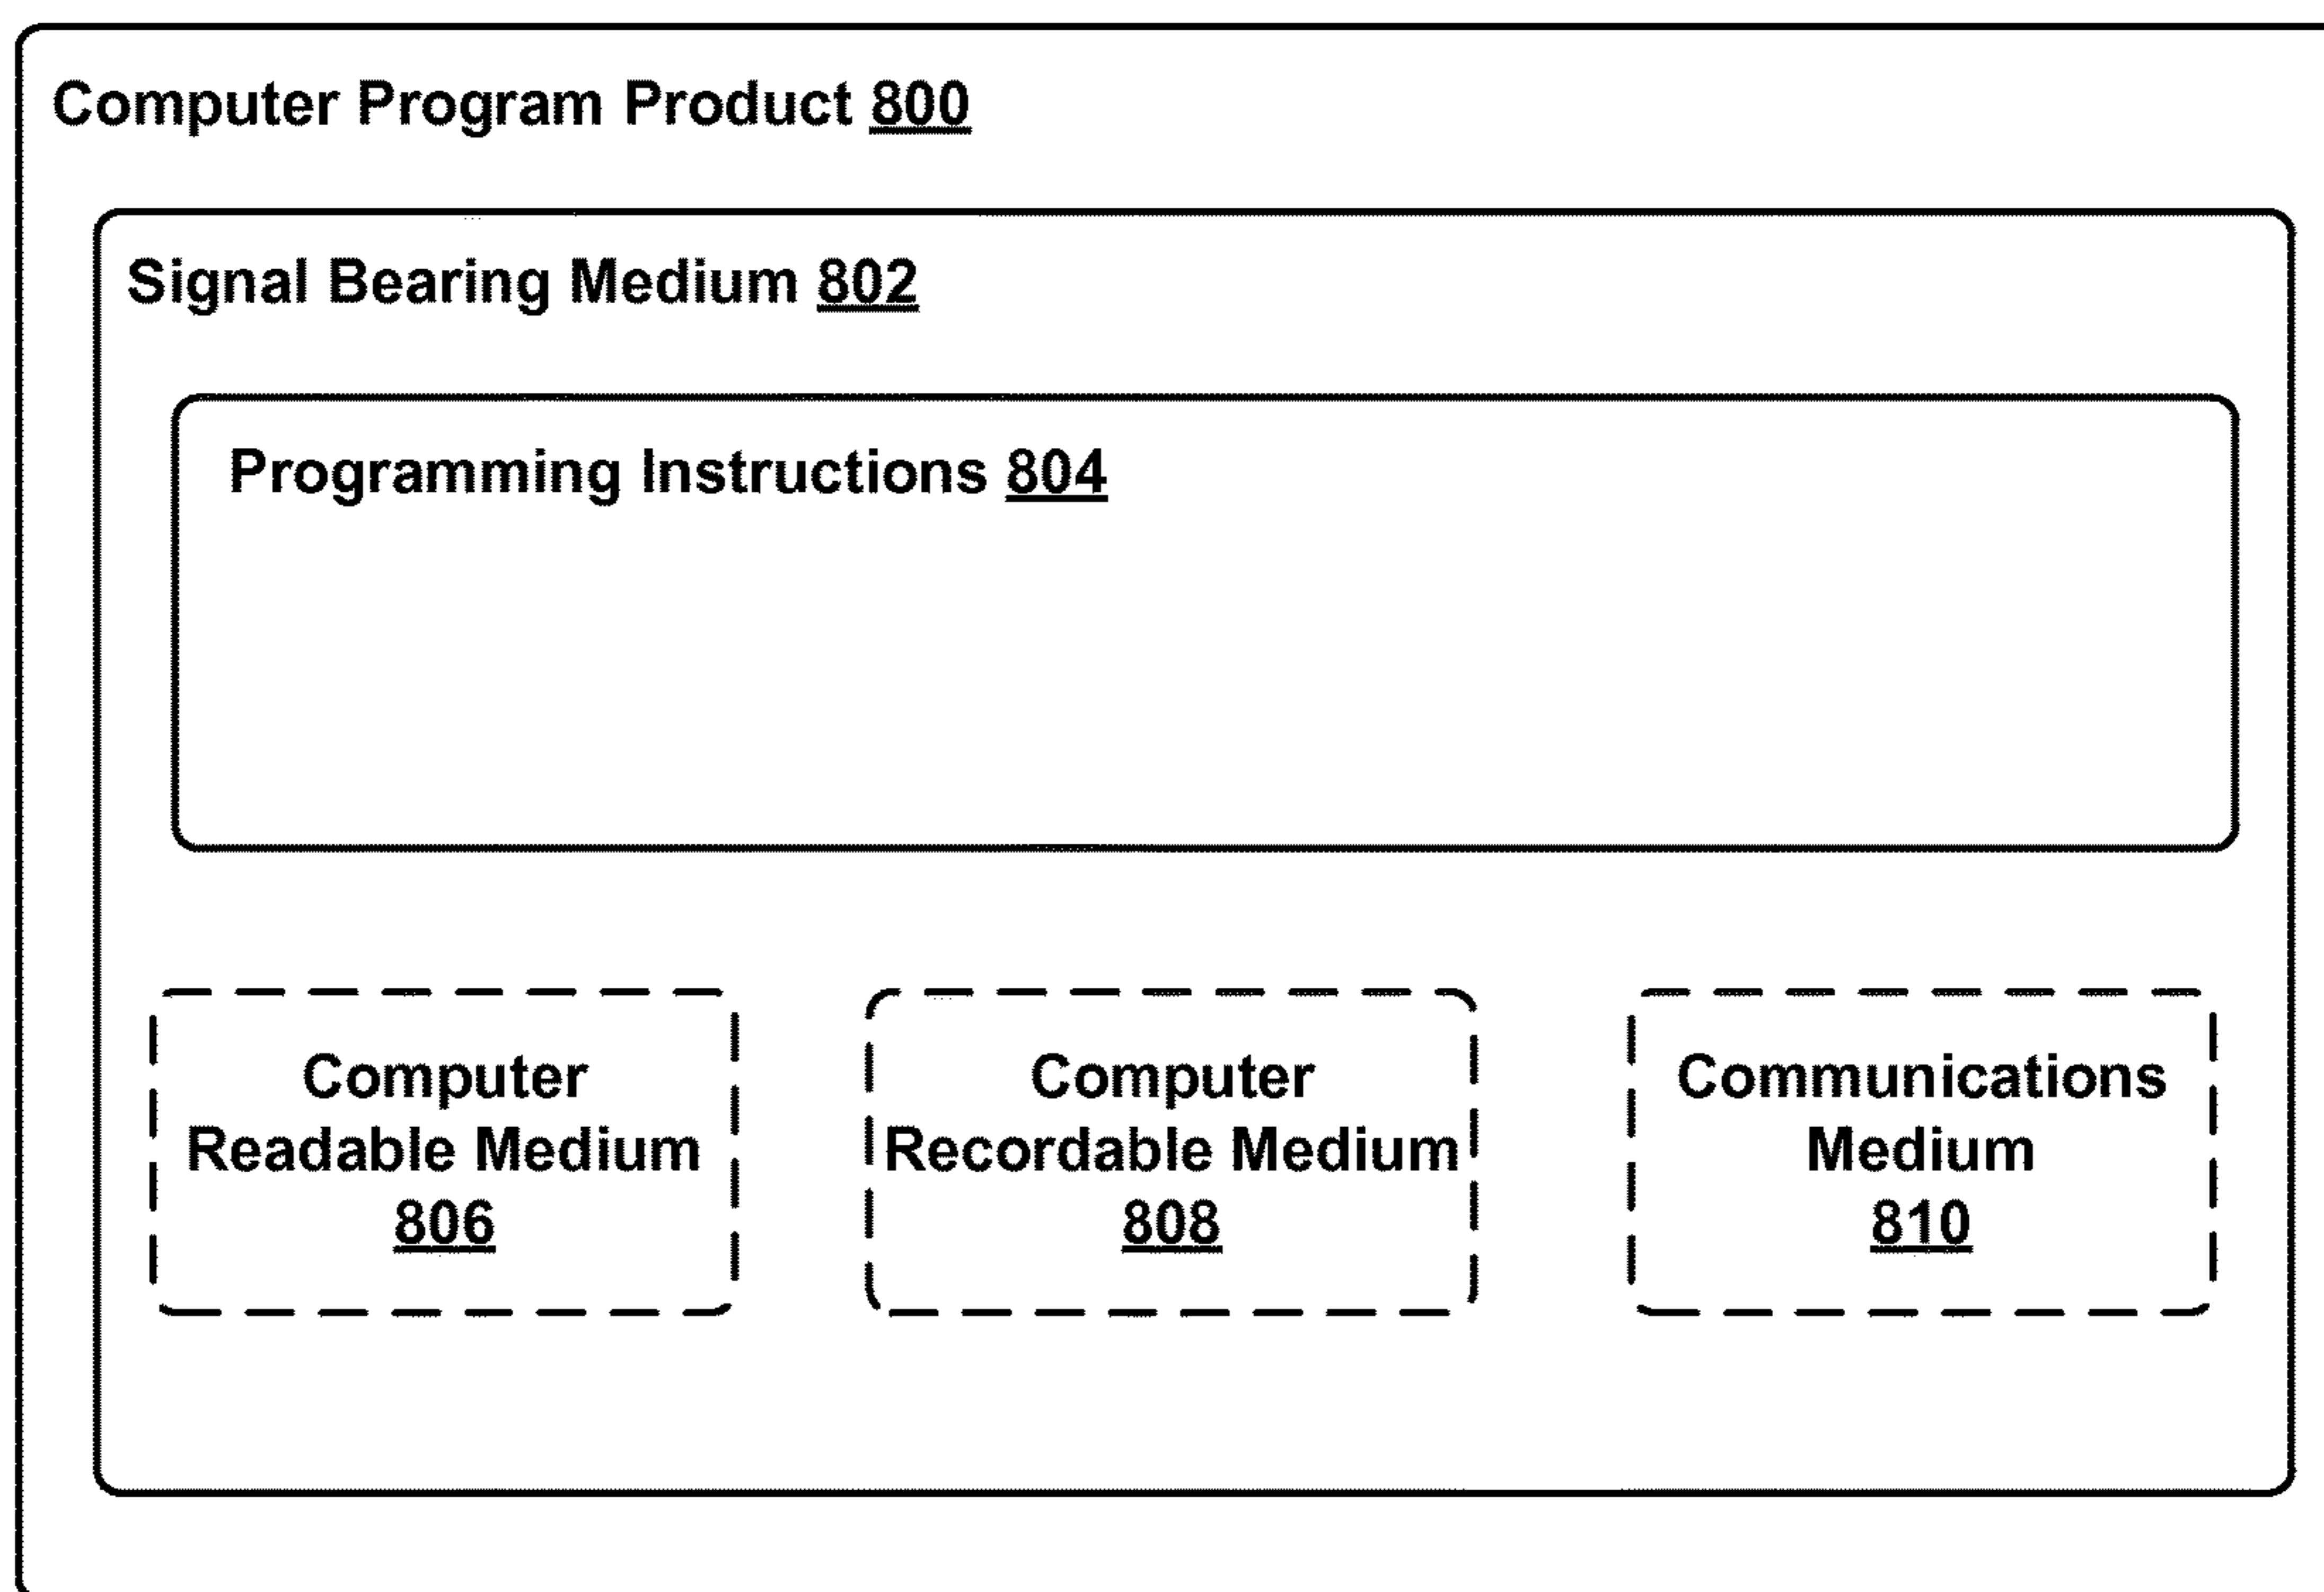 Computer Program Product 800
Signal Bearing Medium 802
Programming Instructions 804
Computer
Readable Medium
806
Computer
Recordable Medium
808
Communications
Medium
810